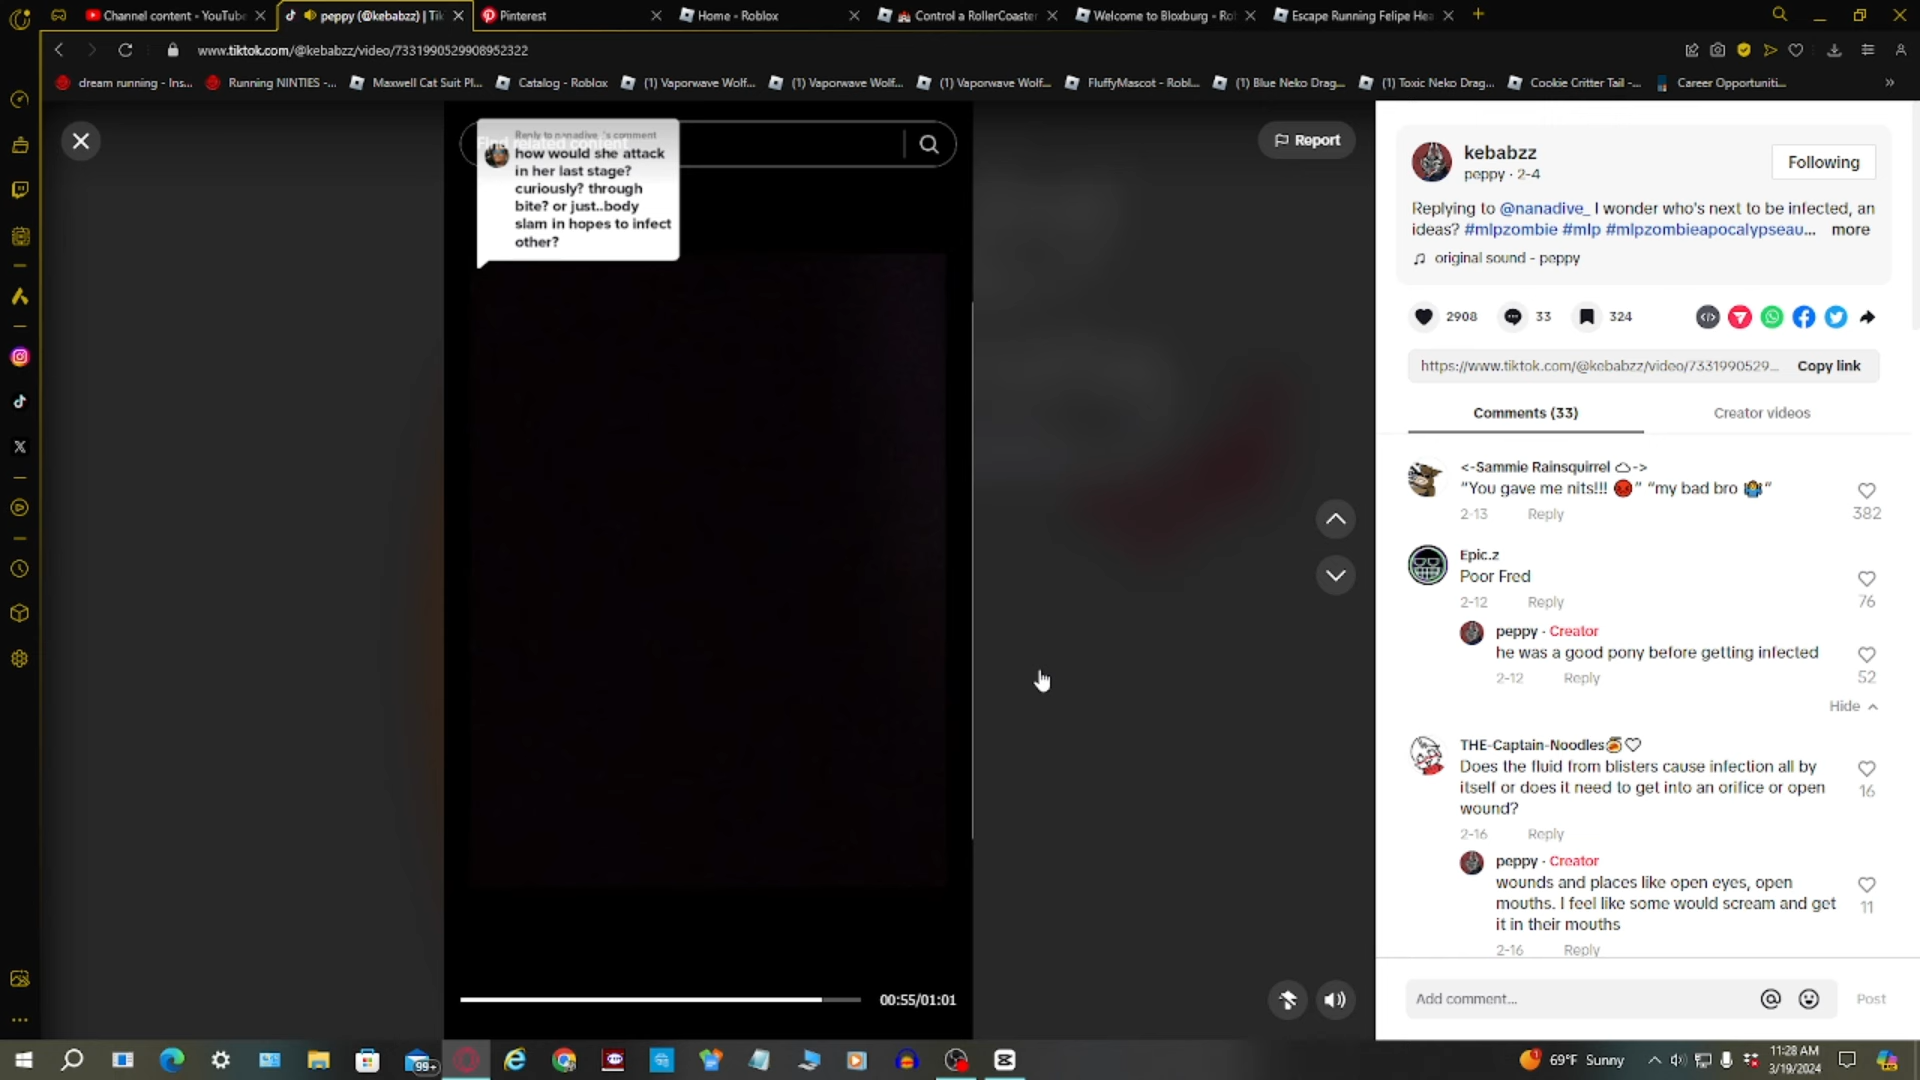 Channel content - YouTube
peppy (@kebabzz) | Tik
Pinterest
Home - Roblox
Control a RollerCoaster
Welcome to Bloxburg - Ro
Escape Running Felipe Hea
www.tiktok.com/@kebabzz/video/7331990529908952322
dream running - Ins...
Running NINTIES -...
Maxwell Cat Suit Pl...
Catalog - Roblox
(1) Vaporwave Wolf...
(1) Vaporwave Wolf...
(1) Vaporwave Wolf...
FluffyMascot - Robl...
(1) Blue Neko Drag...
(1) Toxic Neko Drag...
Cookie Critter Tail -...
Career Opportuniti...
Find related content
Reply to nanadive_'s comment
how would she attack
in her last stage?
curiously? through
bite? or just..body
slam in hopes to infect
other?
Report
00:55/01:01
kebabzz
peppy · 2-4
Following
Replying to @nanadive_ I wonder who's next to be infected, an
ideas? #mlpzombie #mlp #mlpzombieapocalypseau... more
original sound - peppy
2908
33
324
https://www.tiktok.com/@kebabzz/video/7331990529...
Copy link
Comments (33)
Creator videos
<-Sammie Rainsquirrel ->
“You gave me nits!!! 😡” “my bad bro 🤷“
2-13 Reply
382
Epic.z
Poor Fred
2-12 Reply
76
peppy · Creator
he was a good pony before getting infected
2-12 Reply
52
Hide
THE-Captain-Noodles
Does the fluid from blisters cause infection all by
itself or does it need to get into an orifice or open
wound?
2-16 Reply
16
peppy · Creator
wounds and places like open eyes, open
mouths. I feel like some would scream and get
it in their mouths
2-16 Reply
11
Add comment...
Post
99+
69°F Sunny
11:28 AM
3/19/2024